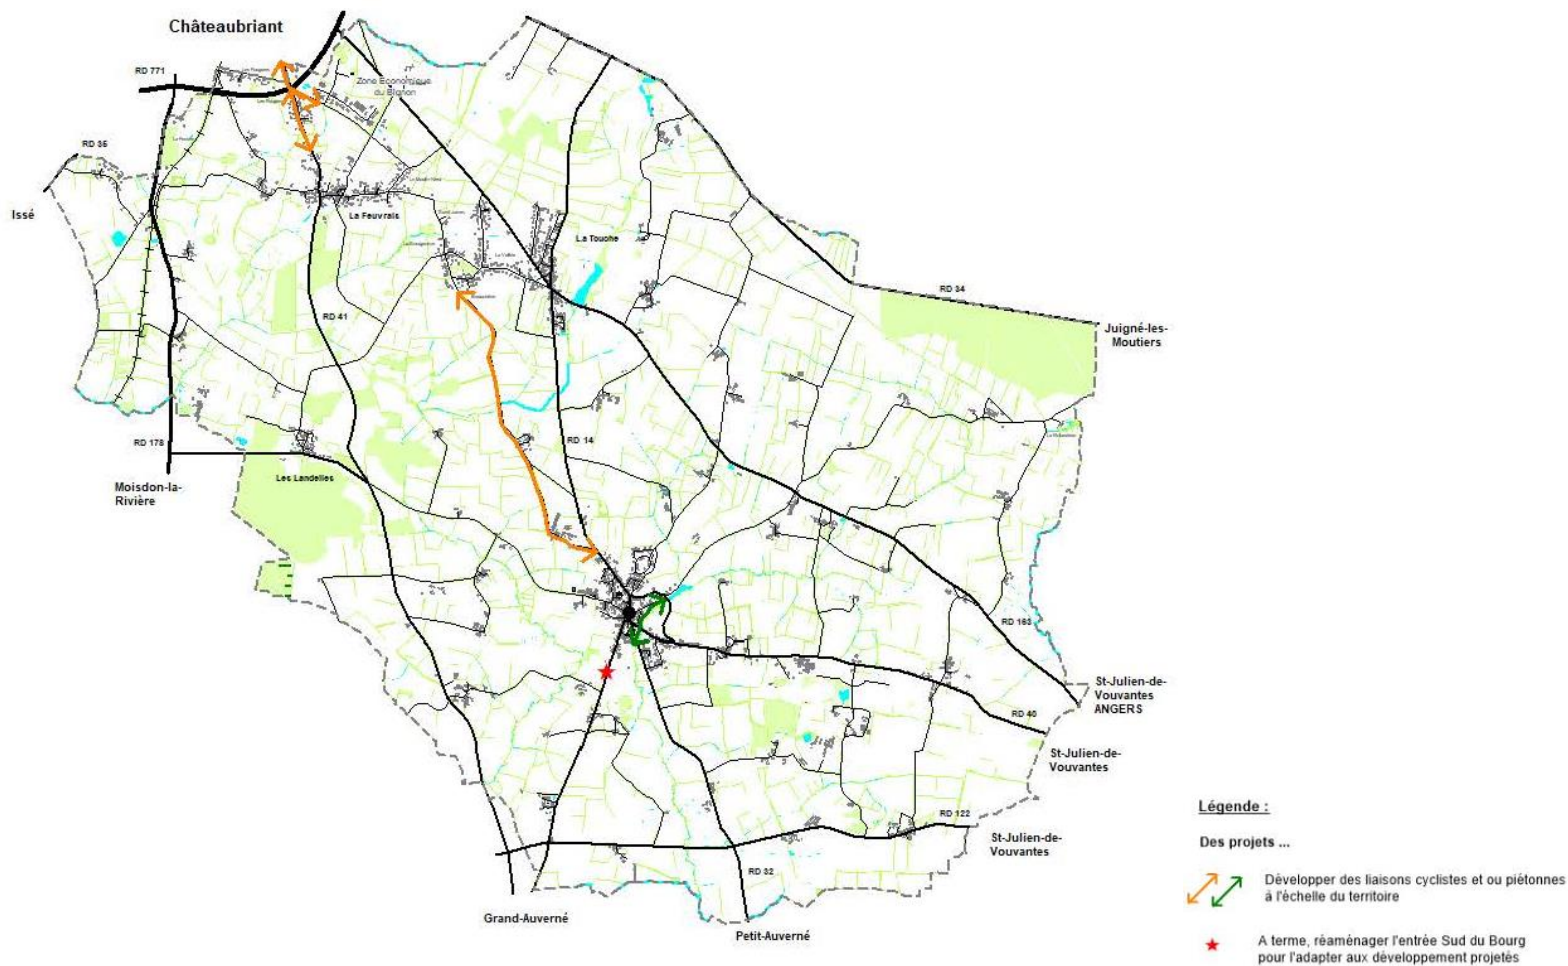 Châteaubriant
RD 771
Zone Economique
du Bignon
RD 35
Issé
La Feuvrais
La Touche
RD 34
Juigné-les-
Moutiers
RD 41
RD 14
RD 178
Moisdon-la-
Rivière
Les Landelles
RD 163
St-Julien-de-
Vouvantes
ANGERS
RD 40
St-Julien-de-
Vouvantes
RD 122
St-Julien-de-
Vouvantes
RD 32
Grand-Auverné
Petit-Auverné
Légende :
Des projets ...
Développer des liaisons cyclistes et ou piétonnes
à l'échelle du territoire
A terme, réaménager l'entrée Sud du Bourg
pour l'adapter aux développement projetés